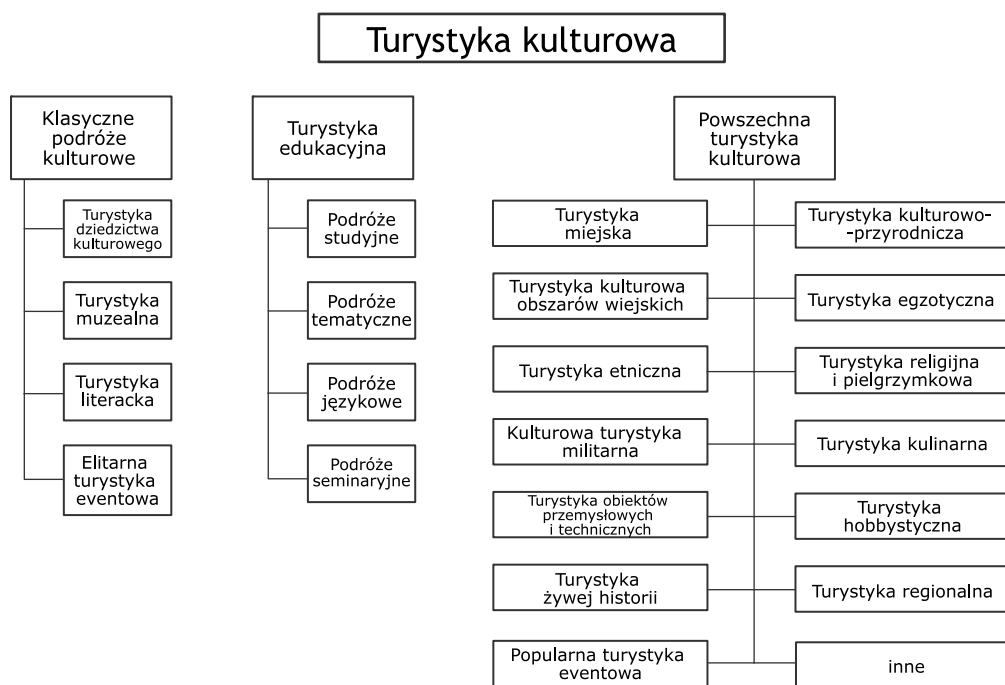 Turystyka kulturowa
Klasyczne
podróże
kulturowe
Turystyka
dziedzictwa
kulturowego
Turystyka
muzealna
Turystyka
literacka
Elitarna
turystyka
eventowa
Turystyka
edukacyjna
Podróże
studyjne
Podróże
tematyczne
Podróże
językowe
Podróże
seminaryjne
Powszechna
turystyka
kulturowa
Turystyka
miejska
Turystyka kulturowa
obszarów wiejskich
Turystyka etniczna
Kulturowa turystyka
militarna
Turystyka obiektów
przemysłowych
i technicznych
Turystyka
żywej historii
Popularna turystyka
eventowa
Turystyka kulturowo-
-przyrodnicza
Turystyka egzotyczna
Turystyka religijna
i pielgrzymkowa
Turystyka kulinarna
Turystyka
hobbystyczna
Turystyka regionalna
inne